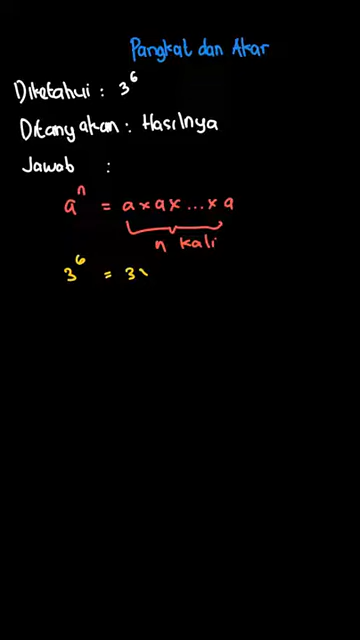 Pangkat dan Akar
Diketahui : 3⁶
Ditanyakan : Hasilnya
Jawab :
aⁿ = a × a × ... × a
n kali
3⁶ = 3